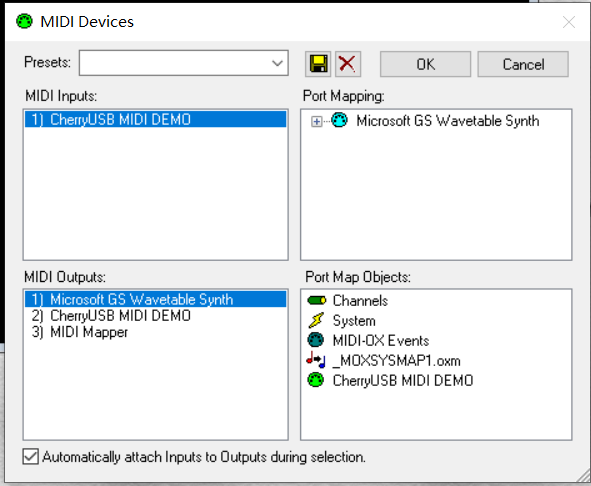 MIDI Devices
Presets:
OK
Cancel
MIDI Inputs:
1) CherryUSB MIDI DEMO
Port Mapping:
Microsoft GS Wavetable Synth
MIDI Outputs:
1) Microsoft GS Wavetable Synth
2) CherryUSB MIDI DEMO
3) MIDI Mapper
Port Map Objects:
Channels
System
MIDI-OX Events
_MOXSYSMAP1.oxm
CherryUSB MIDI DEMO
Automatically attach Inputs to Outputs during selection.